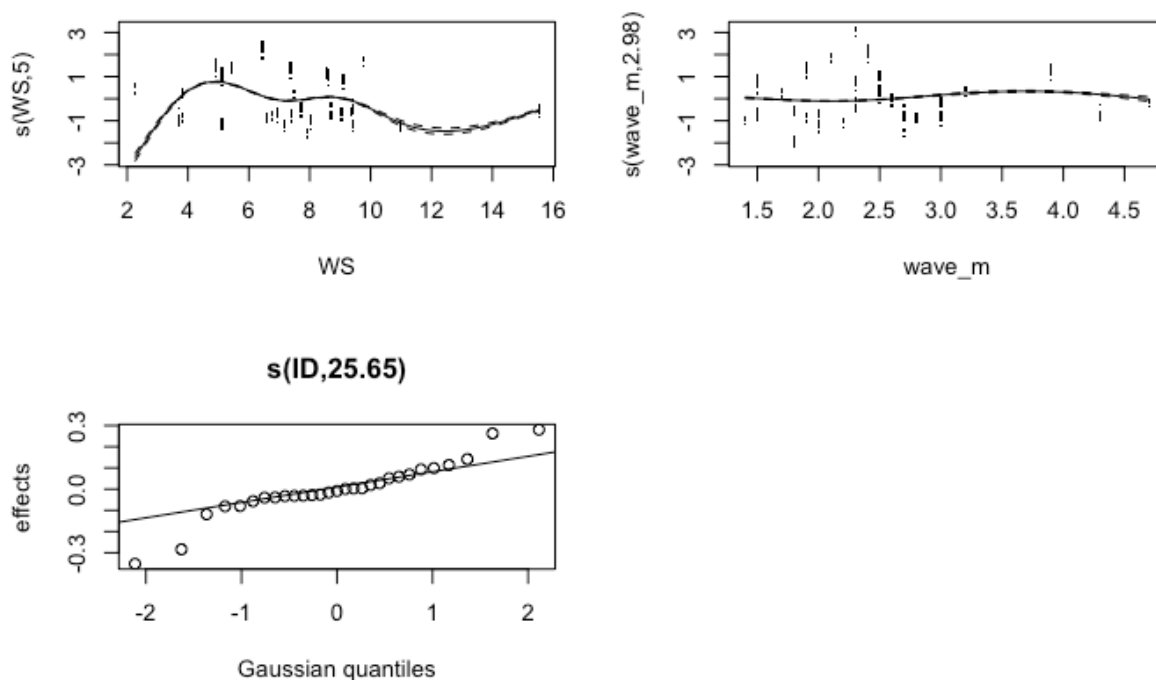 s(WS,5)
3
1
-1
-3
2 4 6 8 10 12 14 16
WS
s(wave_m,2.98)
3
1
-1
-3
1.5 2.0 2.5 3.0 3.5 4.0 4.5
wave_m
s(ID,25.65)
effects
0.3
0.0
-0.3
-2 -1 0 1 2
Gaussian quantiles